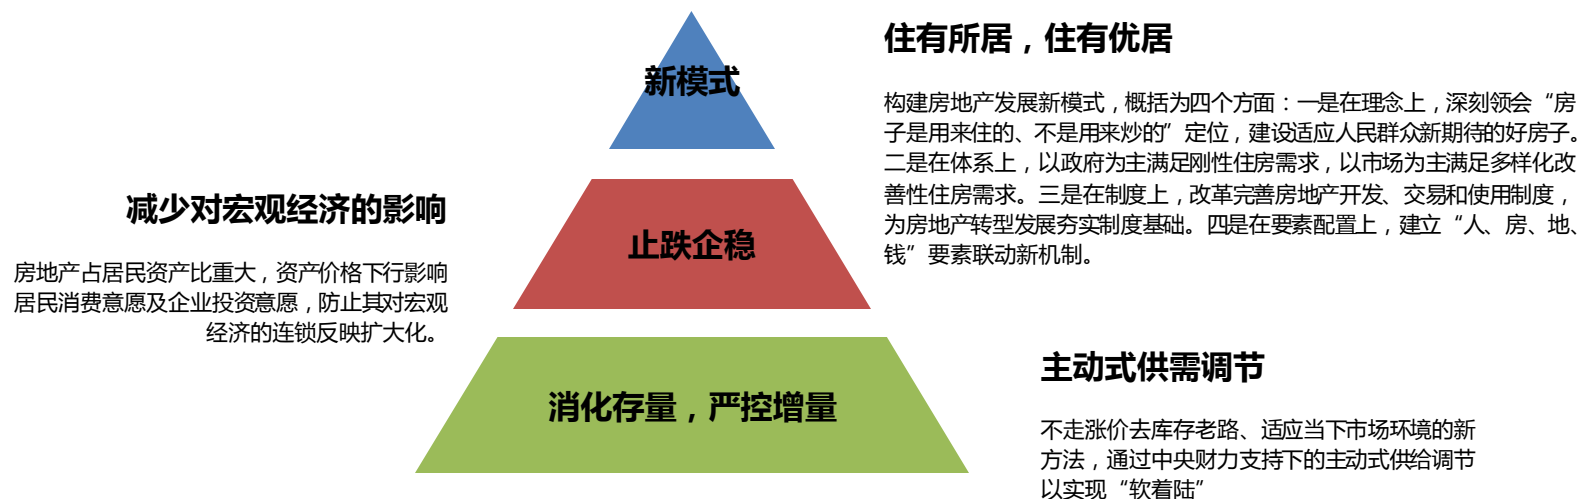 新模式
住有所居，住有优居
构建房地产发展新模式，概括为四个方面：一是在理念上，深刻领会“房
子是用来住的、不是用来炒的”定位，建设适应人民群众新期待的好房子。
二是在体系上，以政府为主满足刚性住房需求，以市场为主满足多样化改
善性住房需求。三是在制度上，改革完善房地产开发、交易和使用制度，
为房地产转型发展夯实制度基础。四是在要素配置上，建立“人、房、地、
钱”要素联动新机制。
减少对宏观经济的影响
房地产占居民资产比重大，资产价格下行影响
居民消费意愿及企业投资意愿，防止其对宏观
经济的连锁反映扩大化。
止跌企稳
消化存量，严控增量
主动式供需调节
不走涨价去库存老路、适应当下市场环境的新
方法，通过中央财力支持下的主动式供给调节
以实现“软着陆”